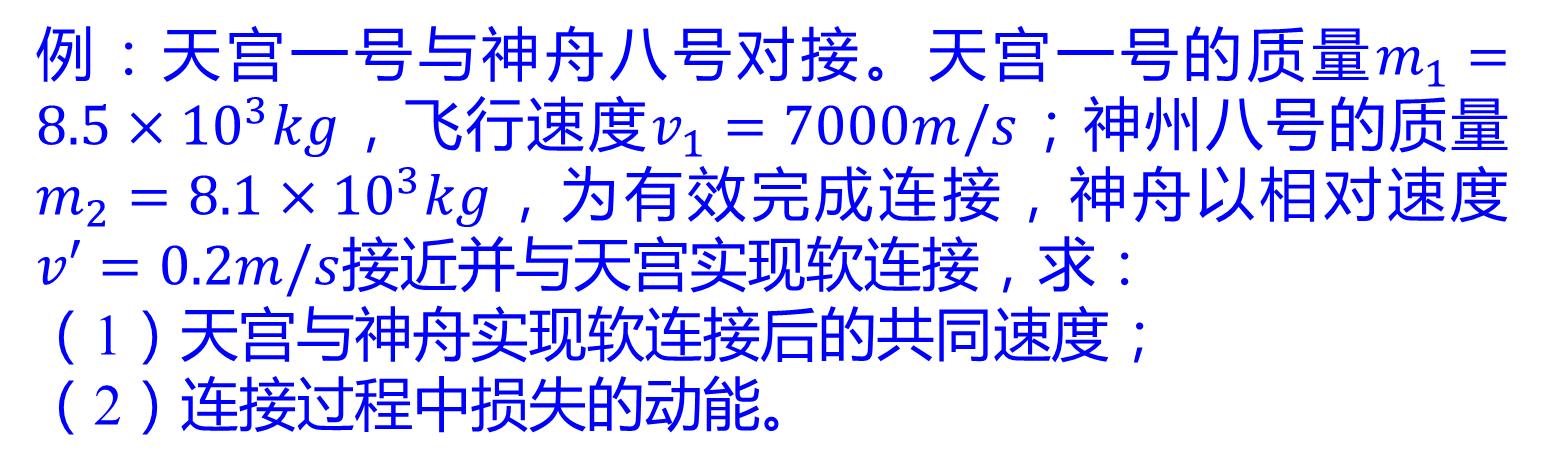 例：天宫一号与神舟八号对接。天宫一号的质量m₁ =
8.5 × 10³kg，飞行速度v₁ = 7000m/s；神州八号的质量
m₂ = 8.1 × 10³kg，为有效完成连接，神舟以相对速度
v′ = 0.2m/s接近并与天宫实现软连接，求：
（1）天宫与神舟实现软连接后的共同速度；
（2）连接过程中损失的动能。